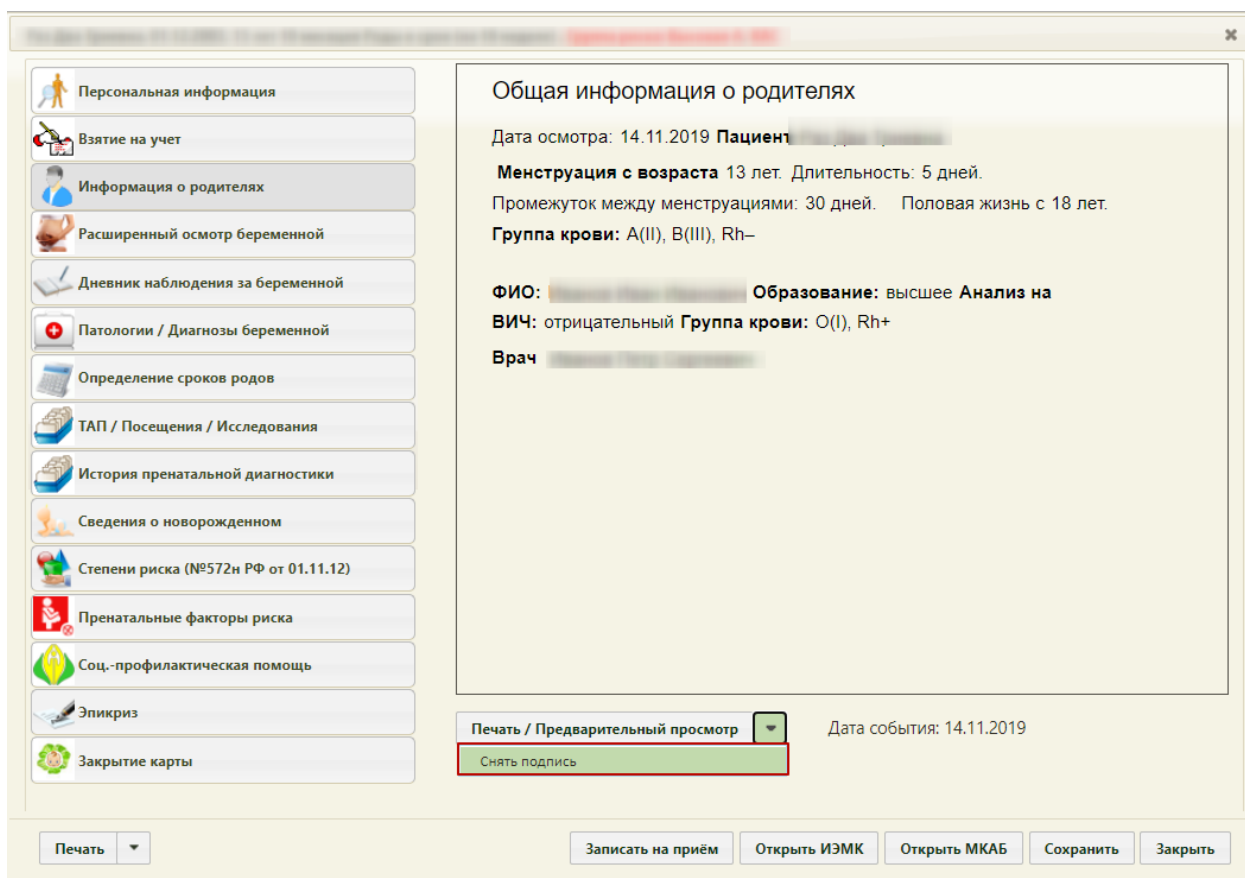 Персональная информация
Взятие на учет
Информация о родителях
Расширенный осмотр беременной
Дневник наблюдения за беременной
Патологии / Диагнозы беременной
Определение сроков родов
ТАП / Посещения / Исследования
История пренатальной диагностики
Сведения о новорожденном
Степени риска (№572н РФ от 01.11.12)
Пренатальные факторы риска
Соц.-профилактическая помощь
Эпикриз
Закрытие карты
Общая информация о родителях
Дата осмотра: 14.11.2019 Пациент
Менструация с возраста 13 лет. Длительность: 5 дней.
Промежуток между менструациями: 30 дней. Половая жизнь с 18 лет.
Группа крови: A(II), B(III), Rh–
ФИО: Образование: высшее Анализ на
ВИЧ: отрицательный Группа крови: O(I), Rh+
Врач
Печать / Предварительный просмотр Дата события: 14.11.2019
Снять подпись
Печать Записать на приём Открыть ИЭМК Открыть МКАБ Сохранить Закрыть